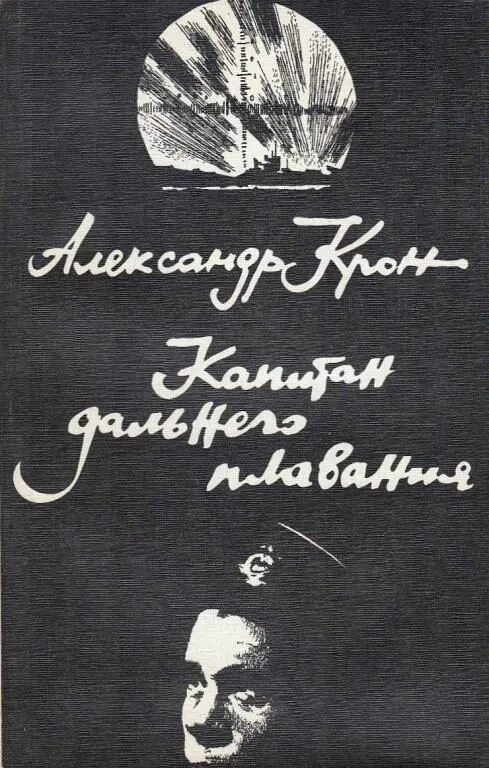 Александр Крон
Капитан
дальнего
плавания